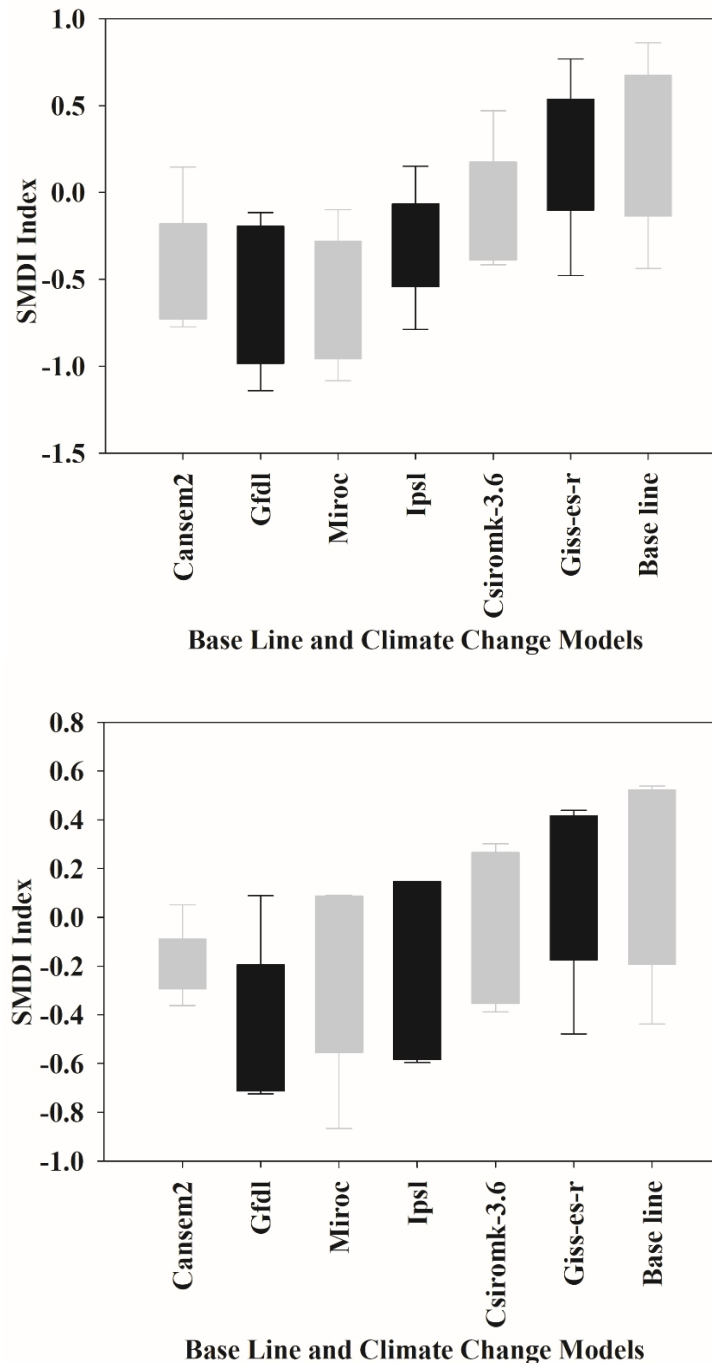 1.0
0.5
0.0
-0.5
-1.0
-1.5
SMDI Index
Cansem2
Gfdl
Miroc
Ipsl
Csiromk-3.6
Giss-es-r
Base line
Base Line and Climate Change Models
0.8
0.6
0.4
0.2
0.0
-0.2
-0.4
-0.6
-0.8
-1.0
SMDI Index
Cansem2
Gfdl
Miroc
Ipsl
Csiromk-3.6
Giss-es-r
Base line
Base Line and Climate Change Models